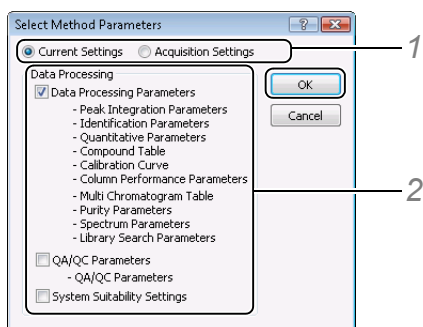 Select Method Parameters
Current Settings Acquisition Settings
1
Data Processing
OK
Data Processing Parameters
- Peak Integration Parameters
- Identification Parameters
Cancel
- Quantitative Parameters
- Compound Table
- Calibration Curve
- Column Performance Parameters
2
- Multi Chromatogram Table
- Purity Parameters
- Spectrum Parameters
- Library Search Parameters
QA/QC Parameters
- QA/QC Parameters
System Suitability Settings